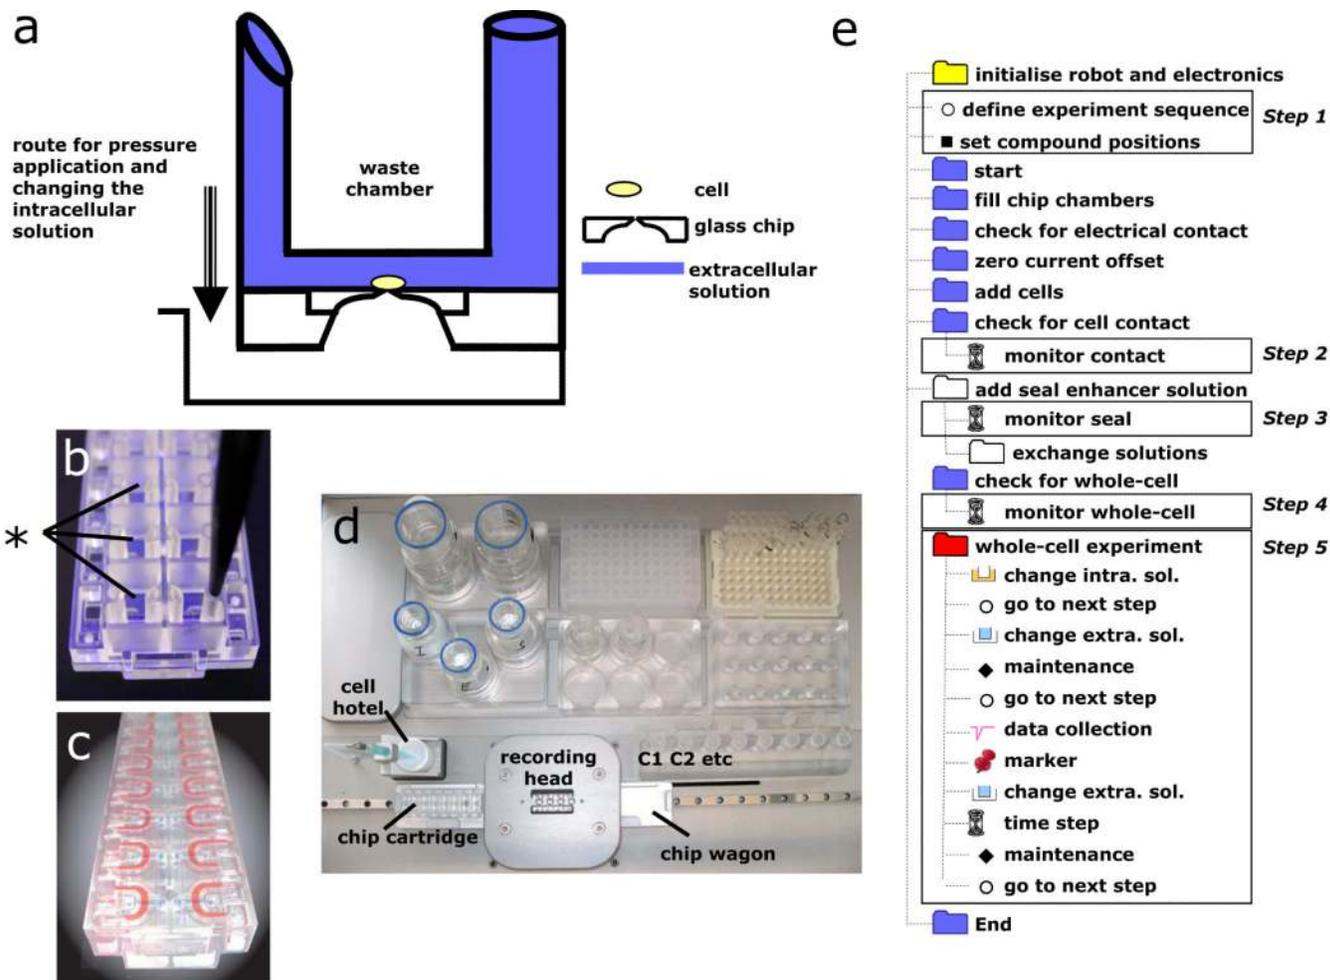 a
route for pressure
application and
changing the
intracellular
solution
waste
chamber
cell
glass chip
extracellular
solution
b
*
c
d
I
E
S
cell
hotel
recording
head
C1 C2 etc
chip cartridge
chip wagon
e
initialise robot and electronics
define experiment sequence
Step 1
set compound positions
start
fill chip chambers
check for electrical contact
zero current offset
add cells
check for cell contact
monitor contact
Step 2
add seal enhancer solution
monitor seal
Step 3
exchange solutions
check for whole-cell
monitor whole-cell
Step 4
whole-cell experiment
Step 5
change intra. sol.
go to next step
change extra. sol.
maintenance
go to next step
data collection
marker
change extra. sol.
time step
maintenance
go to next step
End